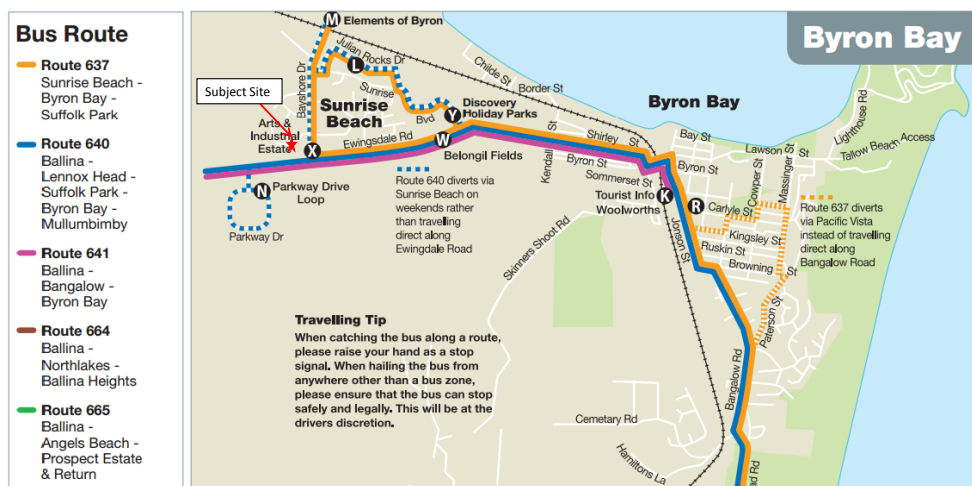 Bus Route
Route 637
Sunrise Beach -
Byron Bay -
Suffolk Park
Route 640
Ballina -
Lennox Head -
Suffolk Park -
Byron Bay -
Mullumbimby
Route 641
Ballina -
Bangalow -
Byron Bay
Route 664
Ballina -
Northlakes -
Ballina Heights
Route 665
Ballina -
Angels Beach -
Prospect Estate
& Return
Subject Site
Byron Bay
M
Elements of Byron
Julian Rocks Dr
L
Bayshore Dr
Sunrise
Bvd
Sunrise
Beach
Y
Discovery
Holiday Parks
Arts &
Industrial
Estate
X
Ewingsdale Rd
W
Belongil Fields
N
Parkway Drive
Loop
Parkway Dr
Route 640 diverts via
Sunrise Beach on
weekends rather
than travelling
direct along
Ewingdale Road
Childe St
Border St
Kendall St
Byron Bay
Shirley St
Byron St
Sommerset St
Bay St
Lawson St
Byron St
Cowper St
Massinger St
Lighthouse Rd
Tallow Beach Access
K
Tourist Info
Woolworths
R
Carlyle St
Kingsley St
Ruskin St
Browning St
Jonson St
Skinners Shoot Rd
Paterson St
Route 637 diverts
via Pacific Vista
instead of travelling
direct along
Bangalow Road
Travelling Tip
When catching the bus along a route,
please raise your hand as a stop
signal. When hailing the bus from
anywhere other than a bus zone,
please ensure that the bus can stop
safely and legally. This will be at the
drivers discretion.
Bangalow Rd
Cemetary Rd
Hamiltons La
ad Rd